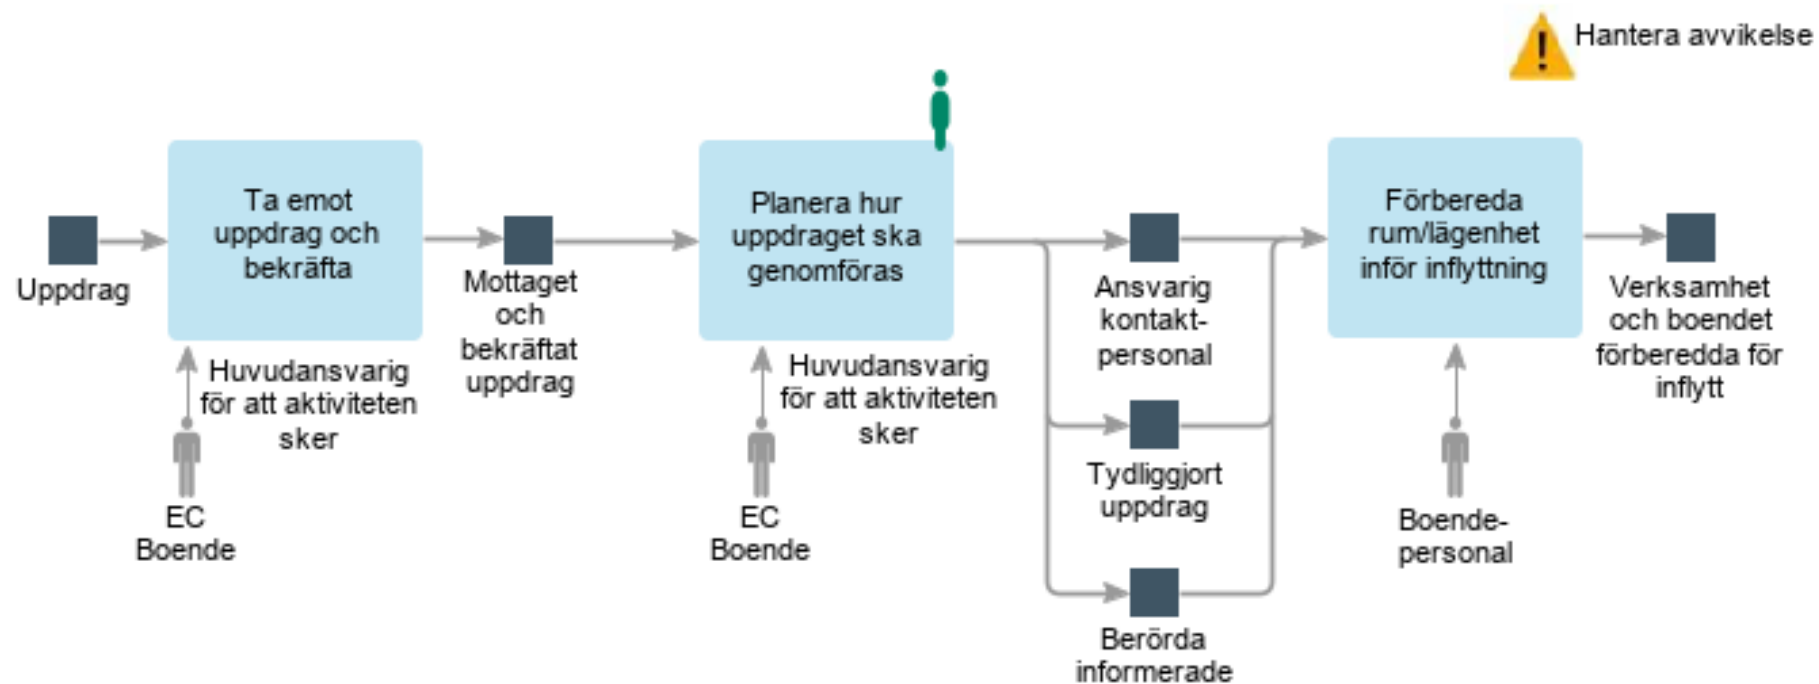 Hantera avvikelse
Uppdrag
Ta emot
uppdrag och
bekräfta
Huvudansvarig
för att aktiviteten
sker
EC
Boende
Mottaget
och
bekräftat
uppdrag
Planera hur
uppdraget ska
genomföras
Huvudansvarig
för att aktiviteten
sker
EC
Boende
Ansvarig
kontakt-
personal
Tydliggjort
uppdrag
Berörda
informerade
Förbereda
rum/lägenhet
inför inflyttning
Boende-
personal
Verksamhet
och boendet
förberedda för
inflytt